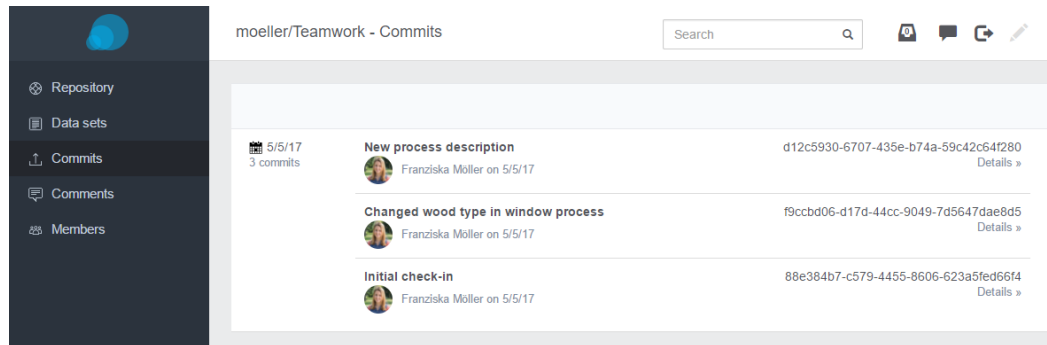 moeller/Teamwork - Commits
Search
0
Repository
Data sets
Commits
Comments
Members
5/5/17
3 commits
New process description
Franziska Möller on 5/5/17
d12c5930-6707-435e-b74a-59c42c64f280
Details »
Changed wood type in window process
Franziska Möller on 5/5/17
f9ccbd06-d17d-44cc-9049-7d5647dae8d5
Details »
Initial check-in
Franziska Möller on 5/5/17
88e384b7-c579-4455-8606-623a5fed66f4
Details »